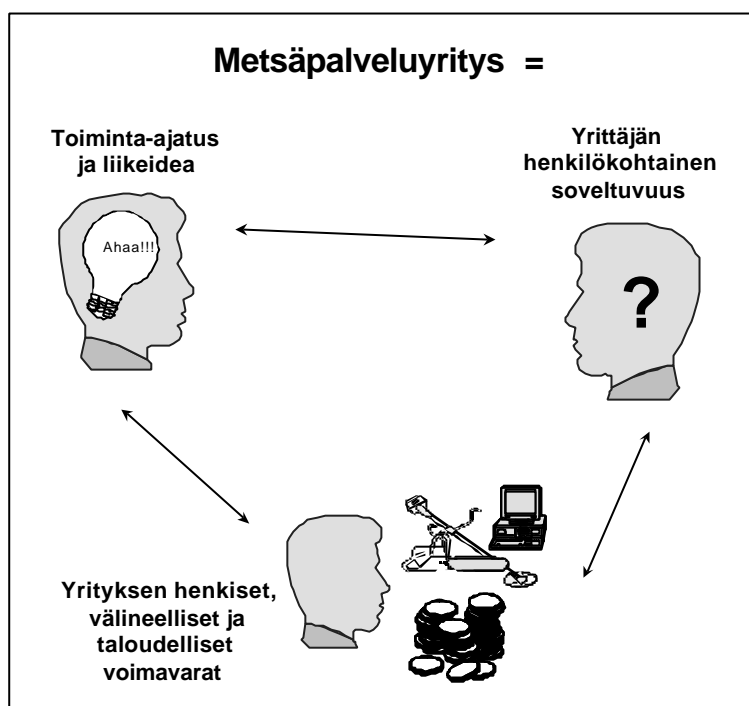 Metsäpalveluyritys =
Toiminta-ajatus
ja liikeidea
Yrittäjän
henkilökohtainen
soveltuvuus
Ahaa!!!
?
Yrityksen henkiset,
välineelliset ja
taloudelliset
voimavarat